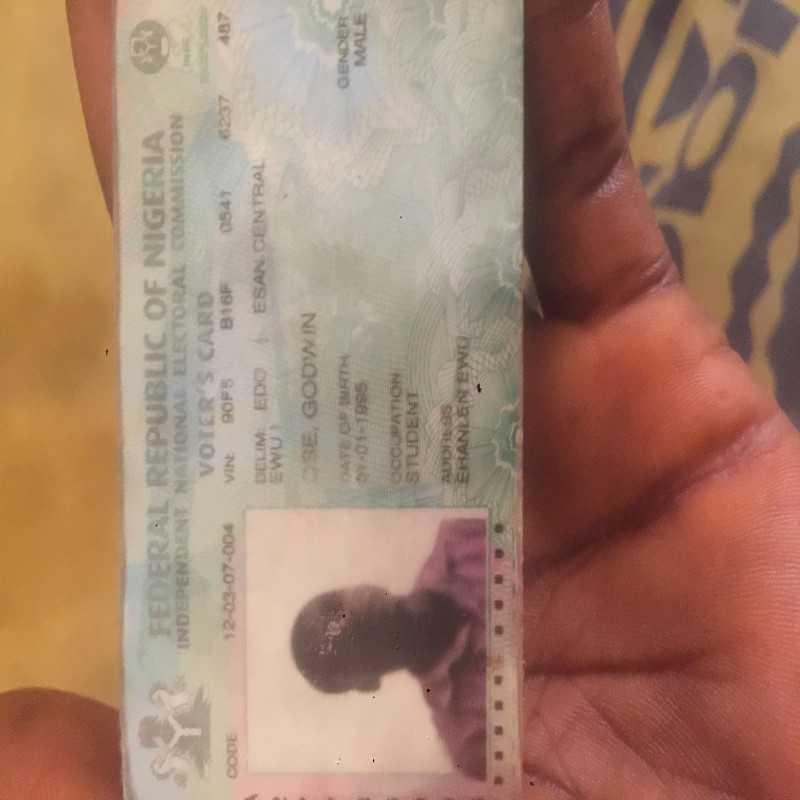 FEDERAL REPUBLIC OF NIGERIA
INDEPENDENT NATIONAL ELECTORAL COMMISSION
VOTER'S CARD
CODE 12-03-07-004 VIN: 90F5 B16F 0541 6237 487
DELIM: EDO : ESAN CENTRAL
EWU I
OSE, GODWIN
DATE OF BIRTH
01-01-1995
GENDER
MALE
OCCUPATION
STUDENT
ADDRESS
EHANLEN EWU